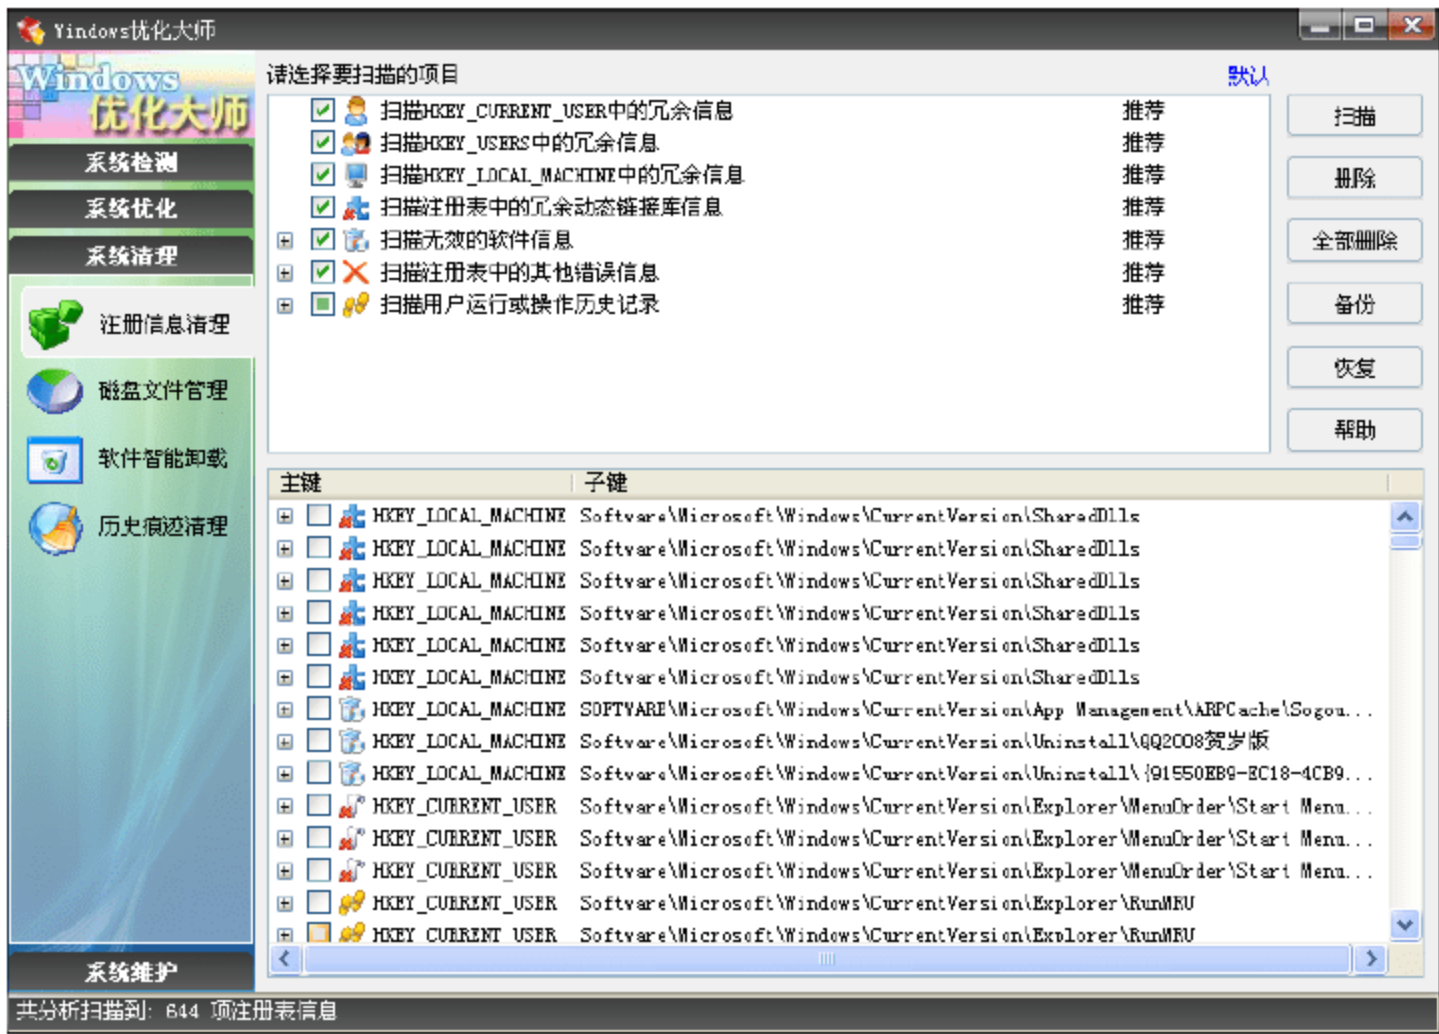 Windows优化大师
Windows
优化大师
系统检测
系统优化
系统清理
注册信息清理
磁盘文件管理
软件智能卸载
历史痕迹清理
系统维护
请选择要扫描的项目 默认
扫描HKEY_CURRENT_USER中的冗余信息 推荐
扫描HKEY_USERS中的冗余信息 推荐
扫描HKEY_LOCAL_MACHINE中的冗余信息 推荐
扫描注册表中的冗余动态链接库信息 推荐
扫描无效的软件信息 推荐
扫描注册表中的其他错误信息 推荐
扫描用户运行或操作历史记录 推荐
扫描
删除
全部删除
备份
恢复
帮助
主键 子键
HKEY_LOCAL_MACHINE Software\Microsoft\Windows\CurrentVersion\SharedDlls
HKEY_LOCAL_MACHINE Software\Microsoft\Windows\CurrentVersion\SharedDlls
HKEY_LOCAL_MACHINE Software\Microsoft\Windows\CurrentVersion\SharedDlls
HKEY_LOCAL_MACHINE Software\Microsoft\Windows\CurrentVersion\SharedDlls
HKEY_LOCAL_MACHINE Software\Microsoft\Windows\CurrentVersion\SharedDlls
HKEY_LOCAL_MACHINE Software\Microsoft\Windows\CurrentVersion\SharedDlls
HKEY_LOCAL_MACHINE SOFTWARE\Microsoft\Windows\CurrentVersion\App Management\ARPCache\Sogou...
HKEY_LOCAL_MACHINE Software\Microsoft\Windows\CurrentVersion\Uninstall\QQ2008贺岁版
HKEY_LOCAL_MACHINE Software\Microsoft\Windows\CurrentVersion\Uninstall\{91550EB9-EC18-4CB9...
HKEY_CURRENT_USER Software\Microsoft\Windows\CurrentVersion\Explorer\MenuOrder\Start Menu...
HKEY_CURRENT_USER Software\Microsoft\Windows\CurrentVersion\Explorer\MenuOrder\Start Menu...
HKEY_CURRENT_USER Software\Microsoft\Windows\CurrentVersion\Explorer\MenuOrder\Start Menu...
HKEY_CURRENT_USER Software\Microsoft\Windows\CurrentVersion\Explorer\RunMRU
HKEY_CURRENT_USER Software\Microsoft\Windows\CurrentVersion\Explorer\RunMRU
共分析扫描到: 644 项注册表信息